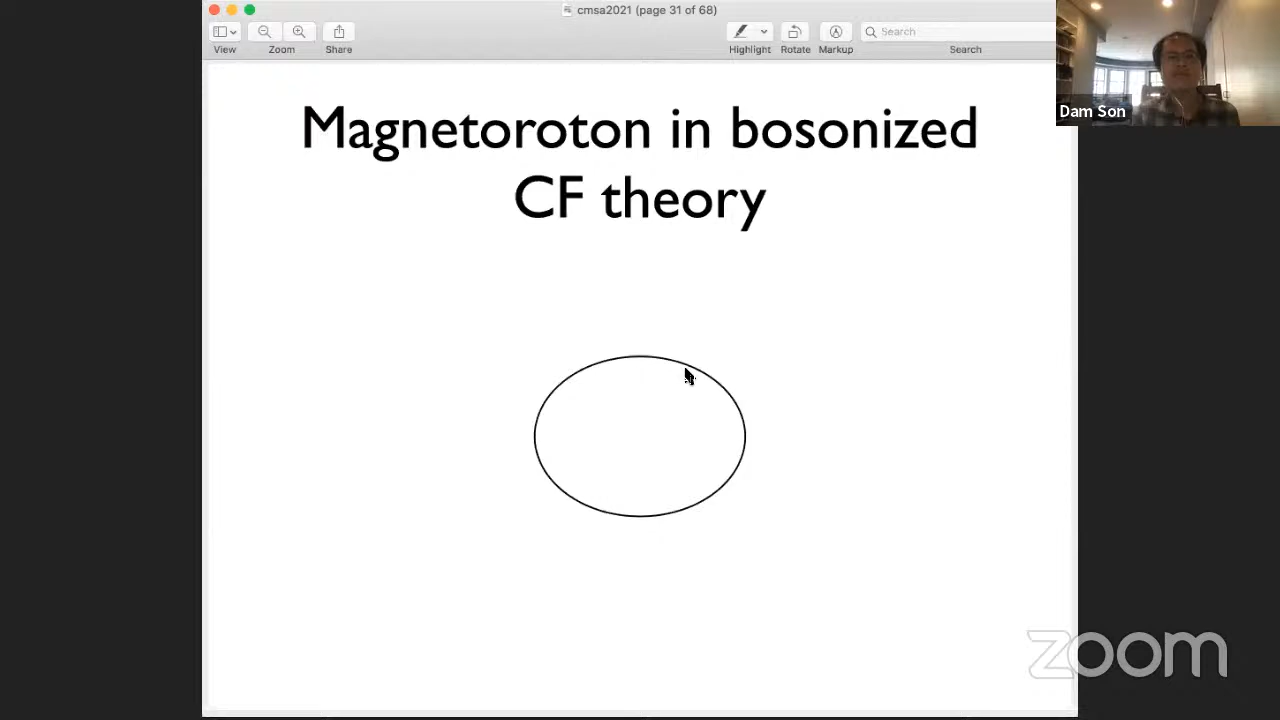 cmsa2021 (page 31 of 68)
View
Zoom
Share
Highlight
Rotate
Markup
Search
Search
Dam Son
Magnetoroton in bosonized
CF theory
zoom